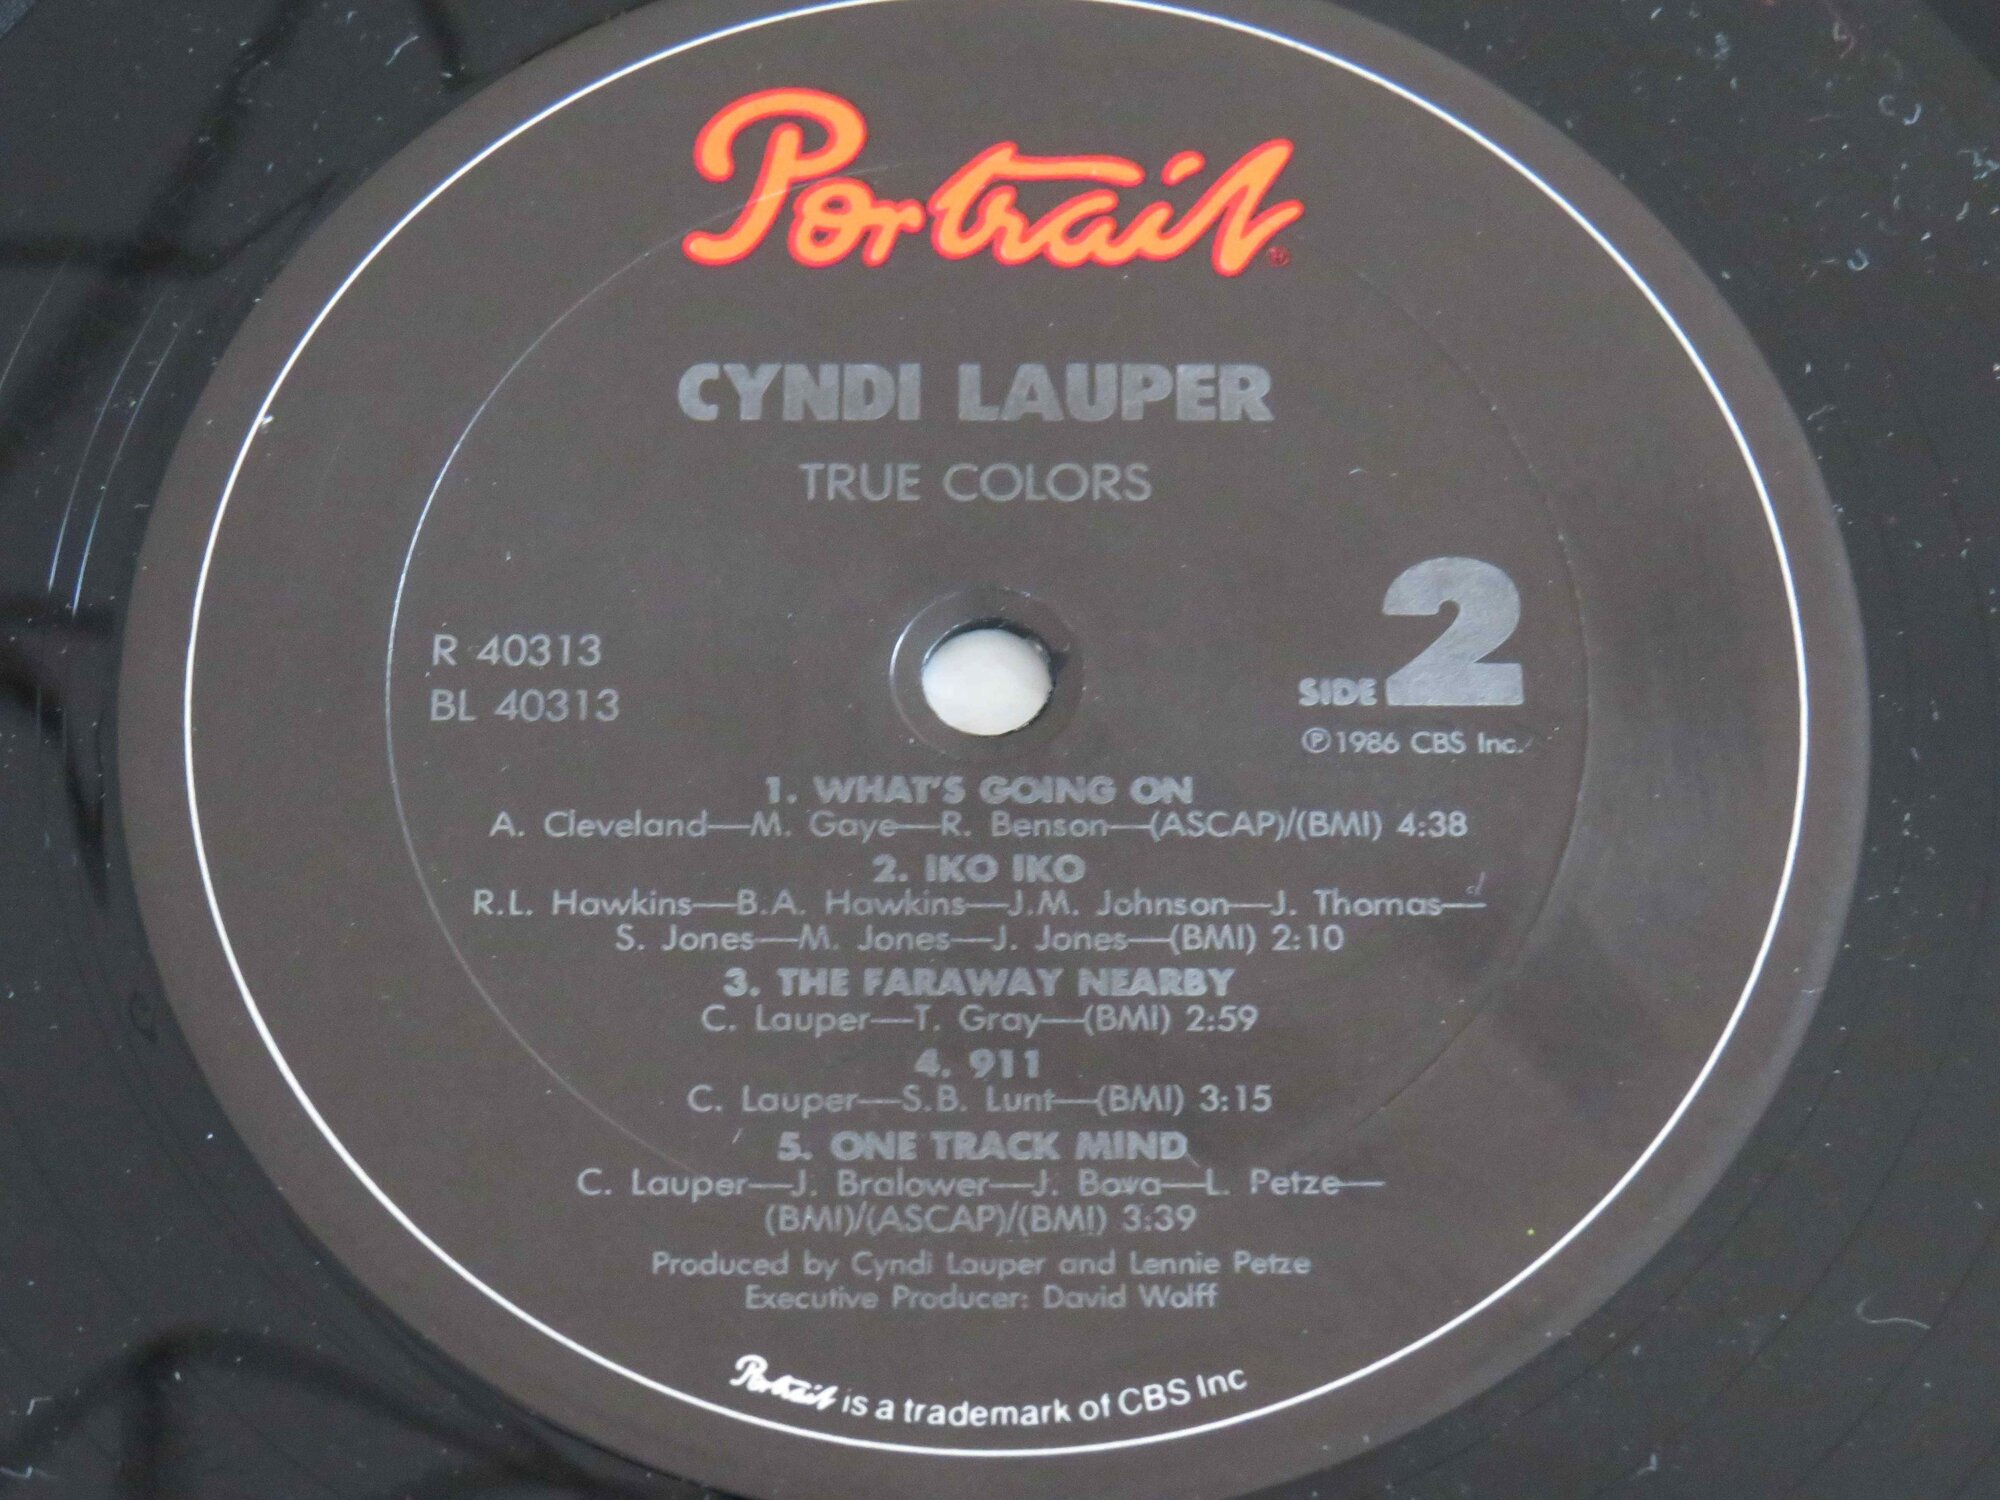 Portrait
CYNDI LAUPER
TRUE COLORS
R 40313
BL 40313
SIDE 2
℗1986 CBS Inc.
1. WHAT'S GOING ON
A. Cleveland—M. Gaye—R. Benson—(ASCAP)/(BMI) 4:38
2. IKO IKO
R.L. Hawkins—B.A. Hawkins—J.M. Johnson—J. Thomas—
S. Jones—M. Jones—J. Jones—(BMI) 2:10
3. THE FARAWAY NEARBY
C. Lauper—T. Gray—(BMI) 2:59
4. 911
C. Lauper—S.B. Lunt—(BMI) 3:15
5. ONE TRACK MIND
C. Lauper—J. Bralower—J. Bova—L. Petze—
(BMI)/(ASCAP)/(BMI) 3:39
Produced by Cyndi Lauper and Lennie Petze
Executive Producer: David Wolff
Portrait is a trademark of CBS Inc